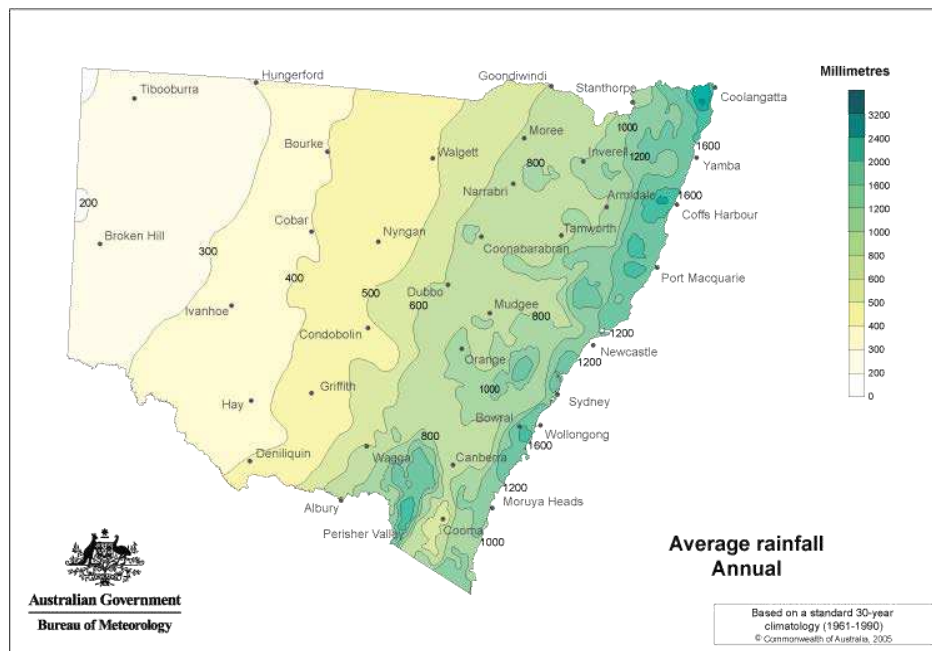 Hungerford
Goondiwindi
Tibooburra
Stanthorpe
Coolangatta
Millimetres
3200
2400
2000
1600
1200
800
600
500
400
300
200
0
1000
Moree
Bourke
Walgett
800
Inverell
1200
1600
Yamba
Narrabri
200
Armidale
1600
Coffs Harbour
Cobar
Broken Hill
Nyngan
Coonabarabran
Tamworth
300
400
500
Port Macquarie
Dubbo
600
Ivanhoe
Mudgee
800
Condobolin
1200
Newcastle
Orange
1200
Griffith
1000
Hay
Sydney
Bowral
800
Wollongong
1600
Deniliquin
Wagga
Canberra
1200
Albury
Moruya Heads
Perisher Valley
Cooma
1000
Average rainfall
Annual
Australian Government
Bureau of Meteorology
Based on a standard 30-year
climatology (1961-1990)
© Commonwealth of Australia, 2005